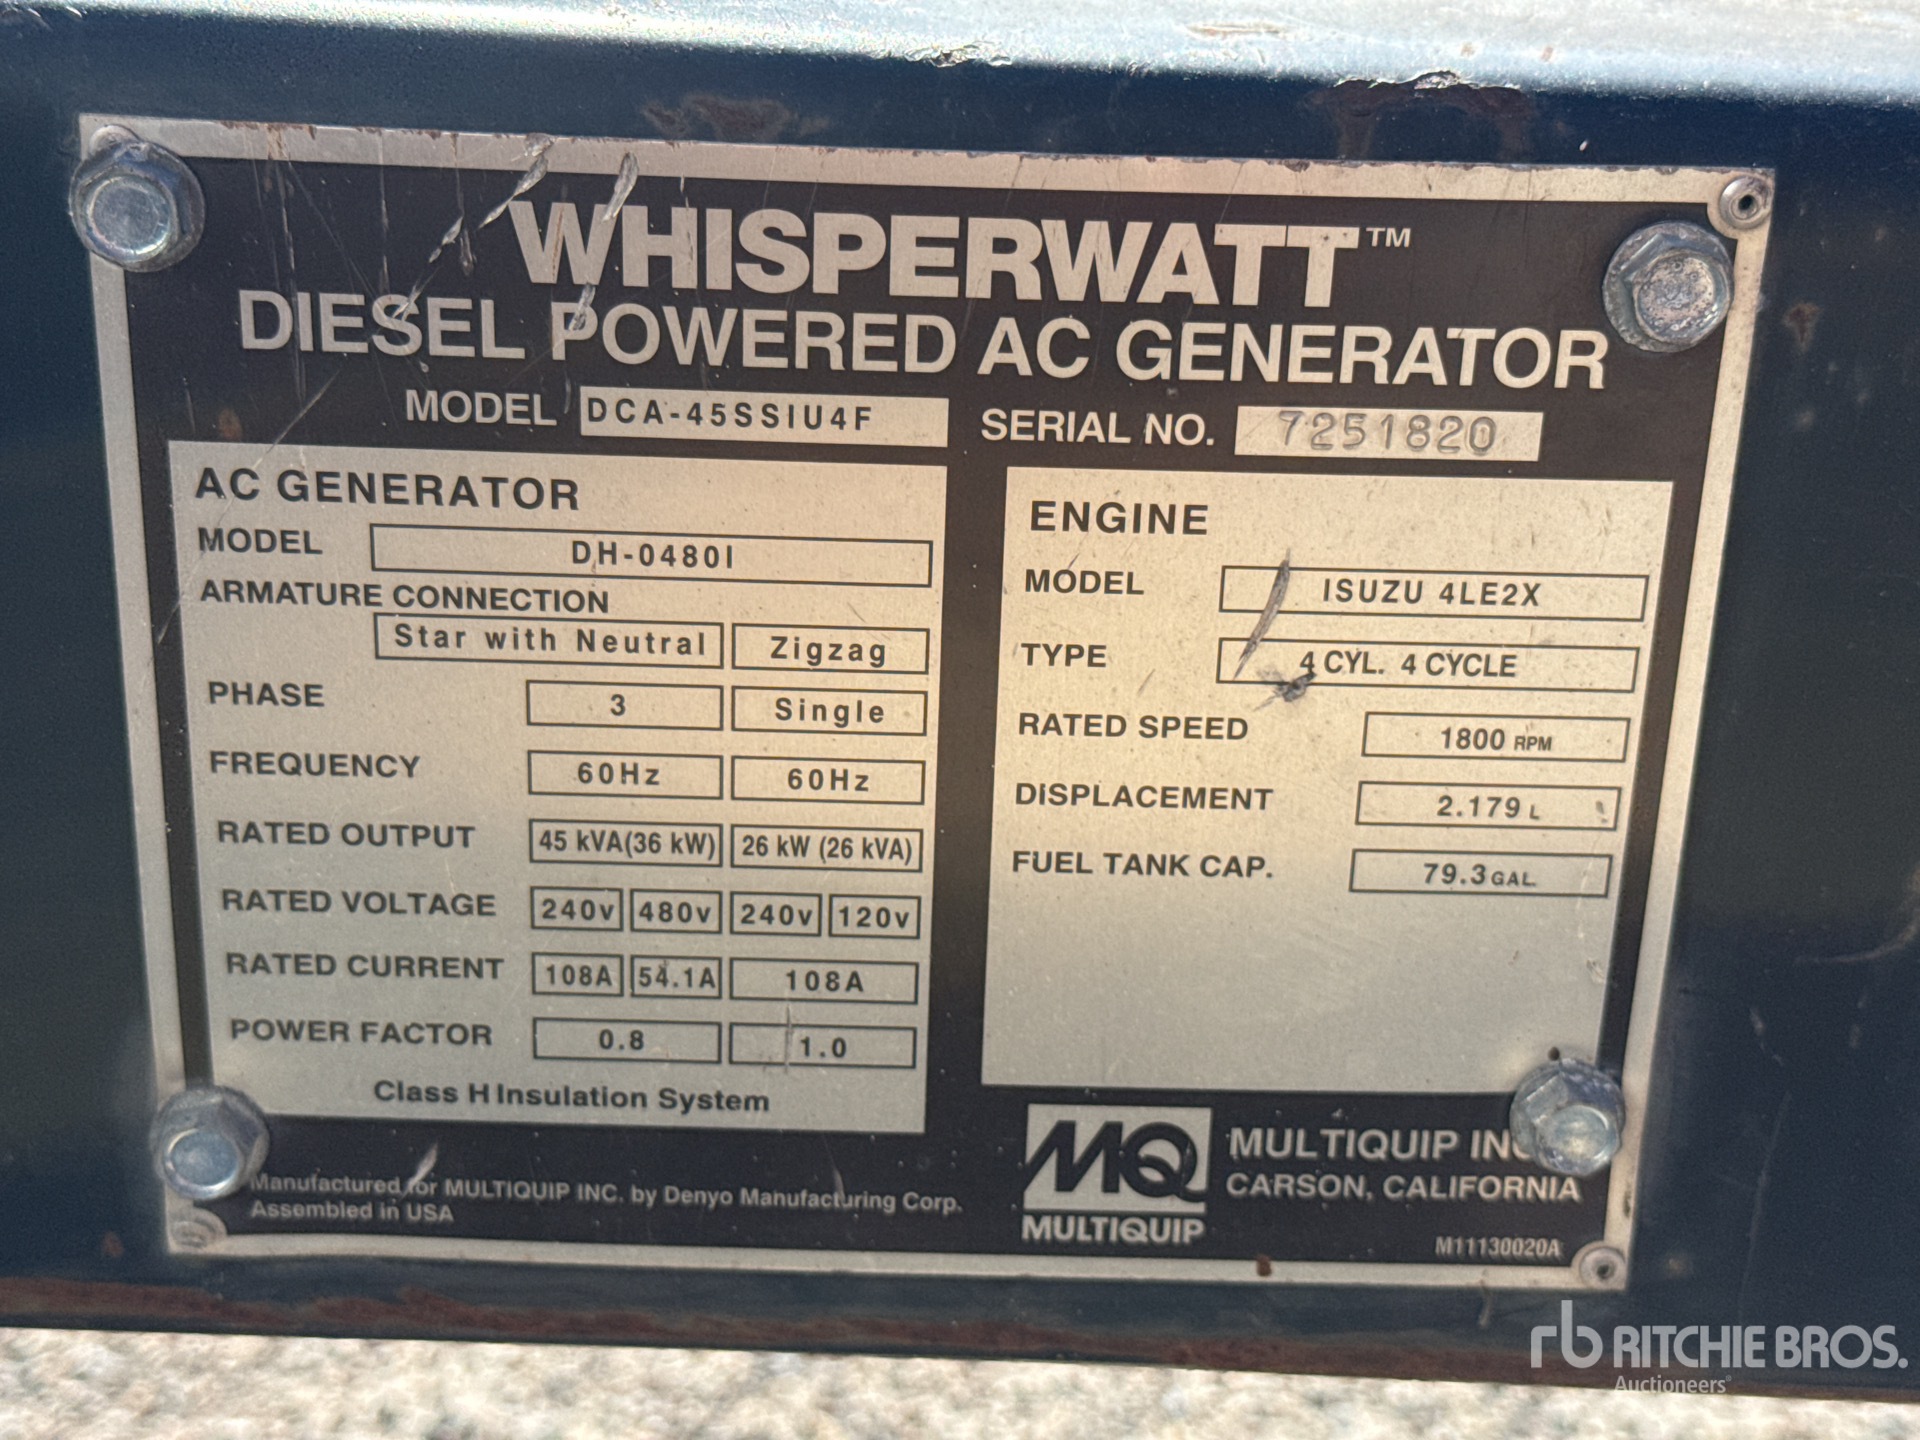 WHISPERWATT™
DIESEL POWERED AC GENERATOR
MODEL DCA-45SSIU4F SERIAL NO. 7251820
AC GENERATOR
MODEL DH-0480I
ARMATURE CONNECTION
Star with Neutral Zigzag
PHASE 3 Single
FREQUENCY 60Hz 60Hz
RATED OUTPUT 45 kVA(36 kW) 26 kW (26 kVA)
RATED VOLTAGE 240v 480v 240v 120v
RATED CURRENT 108A 54.1A 108A
POWER FACTOR 0.8 1.0
Class H Insulation System
ENGINE
MODEL ISUZU 4LE2X
TYPE 4 CYL. 4 CYCLE
RATED SPEED 1800 RPM
DISPLACEMENT 2.179 L
FUEL TANK CAP. 79.3 GAL.
Manufactured for MULTIQUIP INC. by Denyo Manufacturing Corp.
Assembled in USA
MQ
MULTIQUIP
MULTIQUIP
CARSON, CALIFORNIA
M11130020A
rb RITCHIE BROS.
Auctioneers®